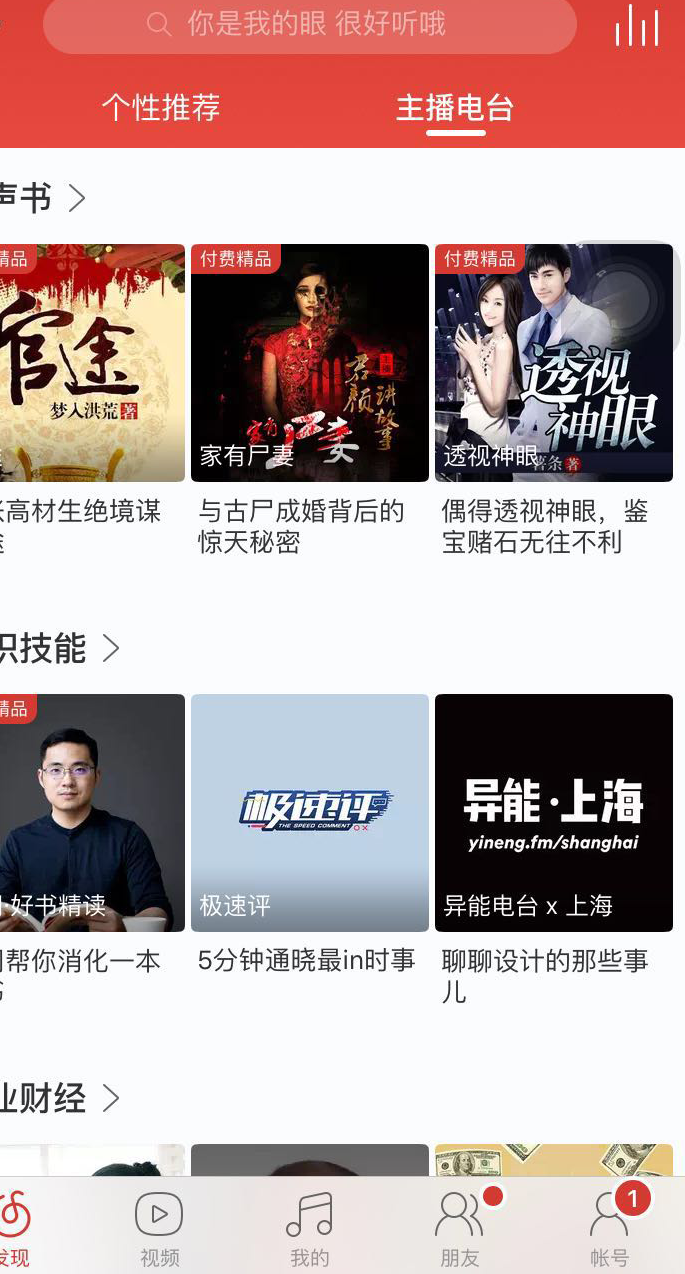 你是我的眼 很好听哦
个性推荐
主播电台
声书
精品
付费精品
付费精品
官途
梦入洪荒 著
君颜讲故事
家有尸妻
透视神眼
薯条 著
家有尸妻
透视神眼
高材生绝境谋
与古尸成婚背后的
惊天秘密
偶得透视神眼，鉴
宝赌石无往不利
职技能
精品
极速评
THE SPEED COMMENT
异能·上海
yineng.fm/shanghai
好书精读
极速评
异能电台 x 上海
帮你消化一本
书
5分钟通晓最in时事
聊聊设计的那些事
儿
业财经
发现
视频
我的
朋友
1
帐号